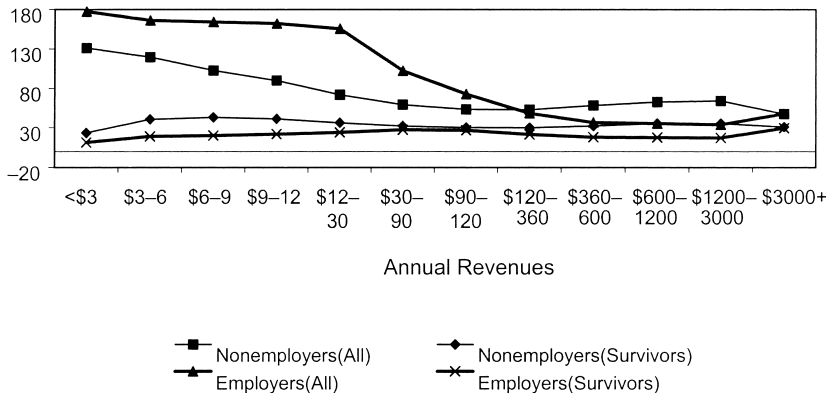 180
130
80
30
–20
<$3 $3–6 $6–9 $9–12 $12– $30– $90– $120– $360– $600– $1200– $3000+
30 90 120 360 600 1200 3000
Annual Revenues
Nonemployers(All) Nonemployers(Survivors)
Employers(All) Employers(Survivors)